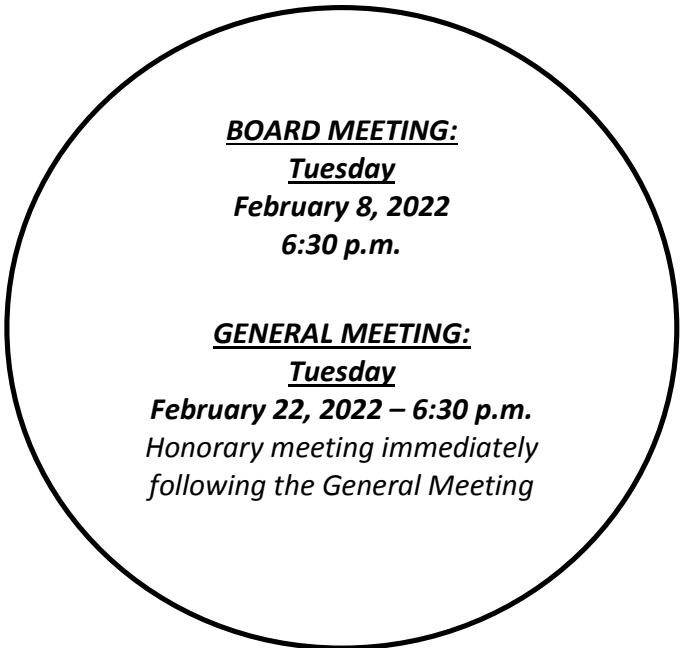 BOARD MEETING:
Tuesday
February 8, 2022
6:30 p.m.
GENERAL MEETING:
Tuesday
February 22, 2022 – 6:30 p.m.
Honorary meeting immediately
following the General Meeting